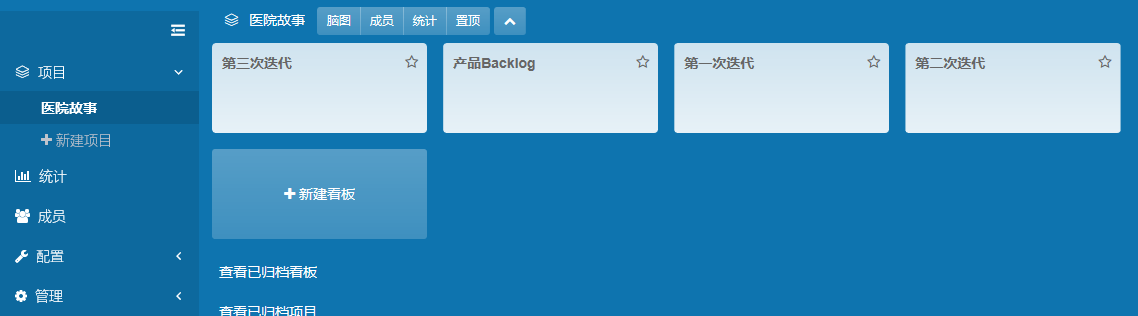 医院故事 脑图 成员 统计 置顶
项目
医院故事
新建项目
统计
成员
配置
管理
第三次迭代 产品Backlog 第一次迭代 第二次迭代
新建看板
查看已归档看板
查看已归档项目